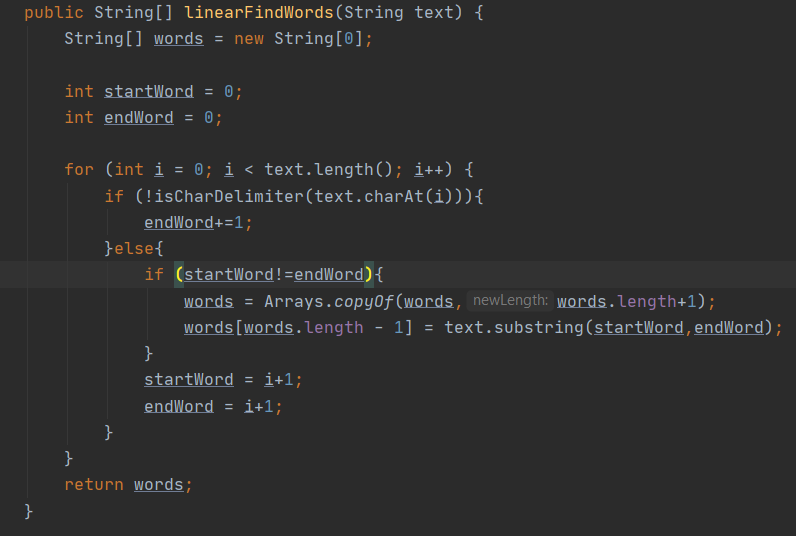 public String[] linearFindWords(String text) {
    String[] words = new String[0];

    int startWord = 0;
    int endWord = 0;

    for (int i = 0; i < text.length(); i++) {
        if (!isCharDelimiter(text.charAt(i))){
            endWord+=1;
        }else{
            if (startWord!=endWord){
                words = Arrays.copyOf(words, newLength: words.length+1);
                words[words.length - 1] = text.substring(startWord,endWord);
            }
            startWord = i+1;
            endWord = i+1;
        }
    }
    return words;
}